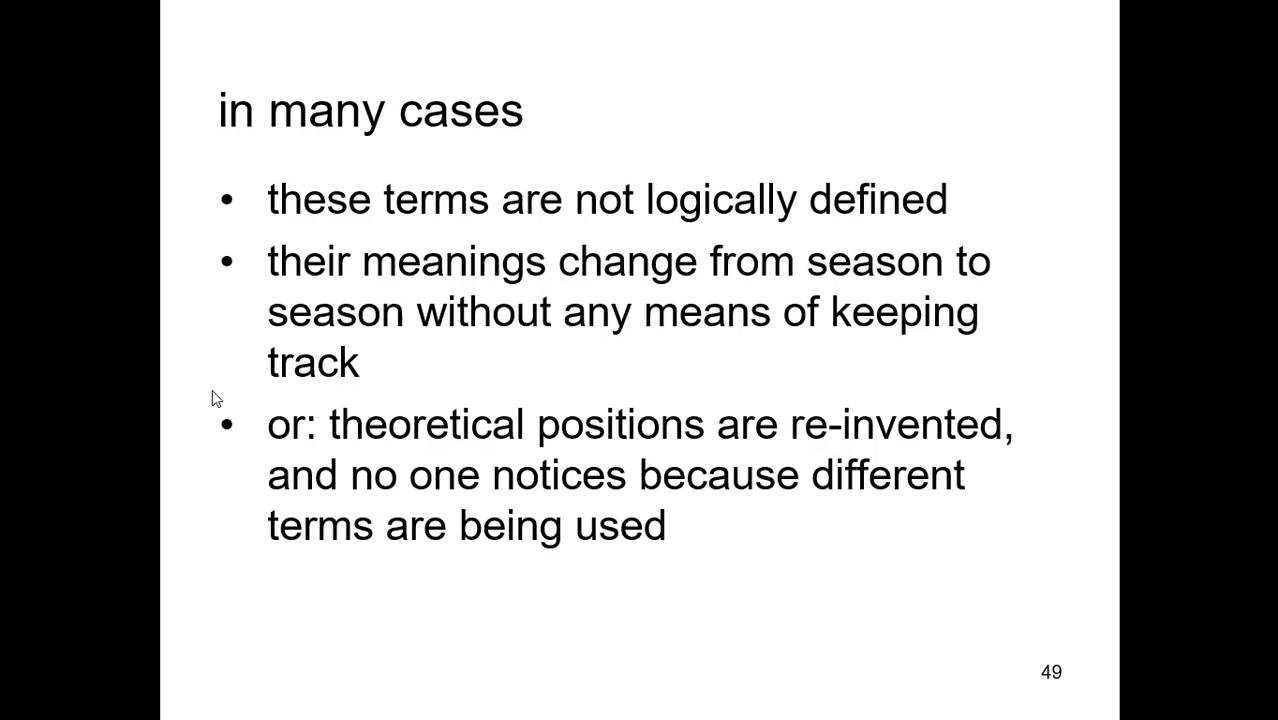 in many cases
• these terms are not logically defined
• their meanings change from season to
season without any means of keeping
track
• or: theoretical positions are re-invented,
and no one notices because different
terms are being used
49